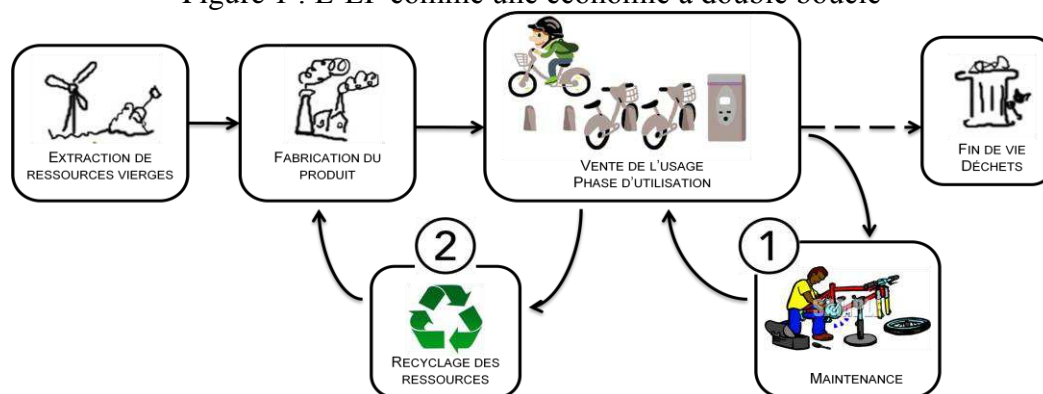 Figure 1 : L'EF comme une économie à double boucle
EXTRACTION DE
RESSOURCES VIERGES
FABRICATION DU
PRODUIT
VENTE DE L'USAGE
PHASE D'UTILISATION
FIN DE VIE
DÉCHETS
2
1
RECYCLAGE DES
RESSOURCES
MAINTENANCE